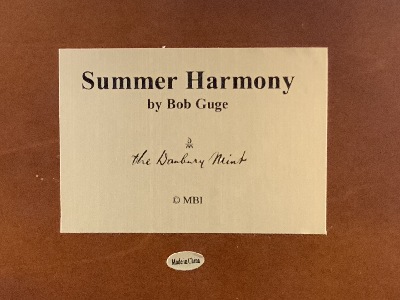 Summer Harmony
by Bob Guge
the Danbury Mint
© MBI
Made in China